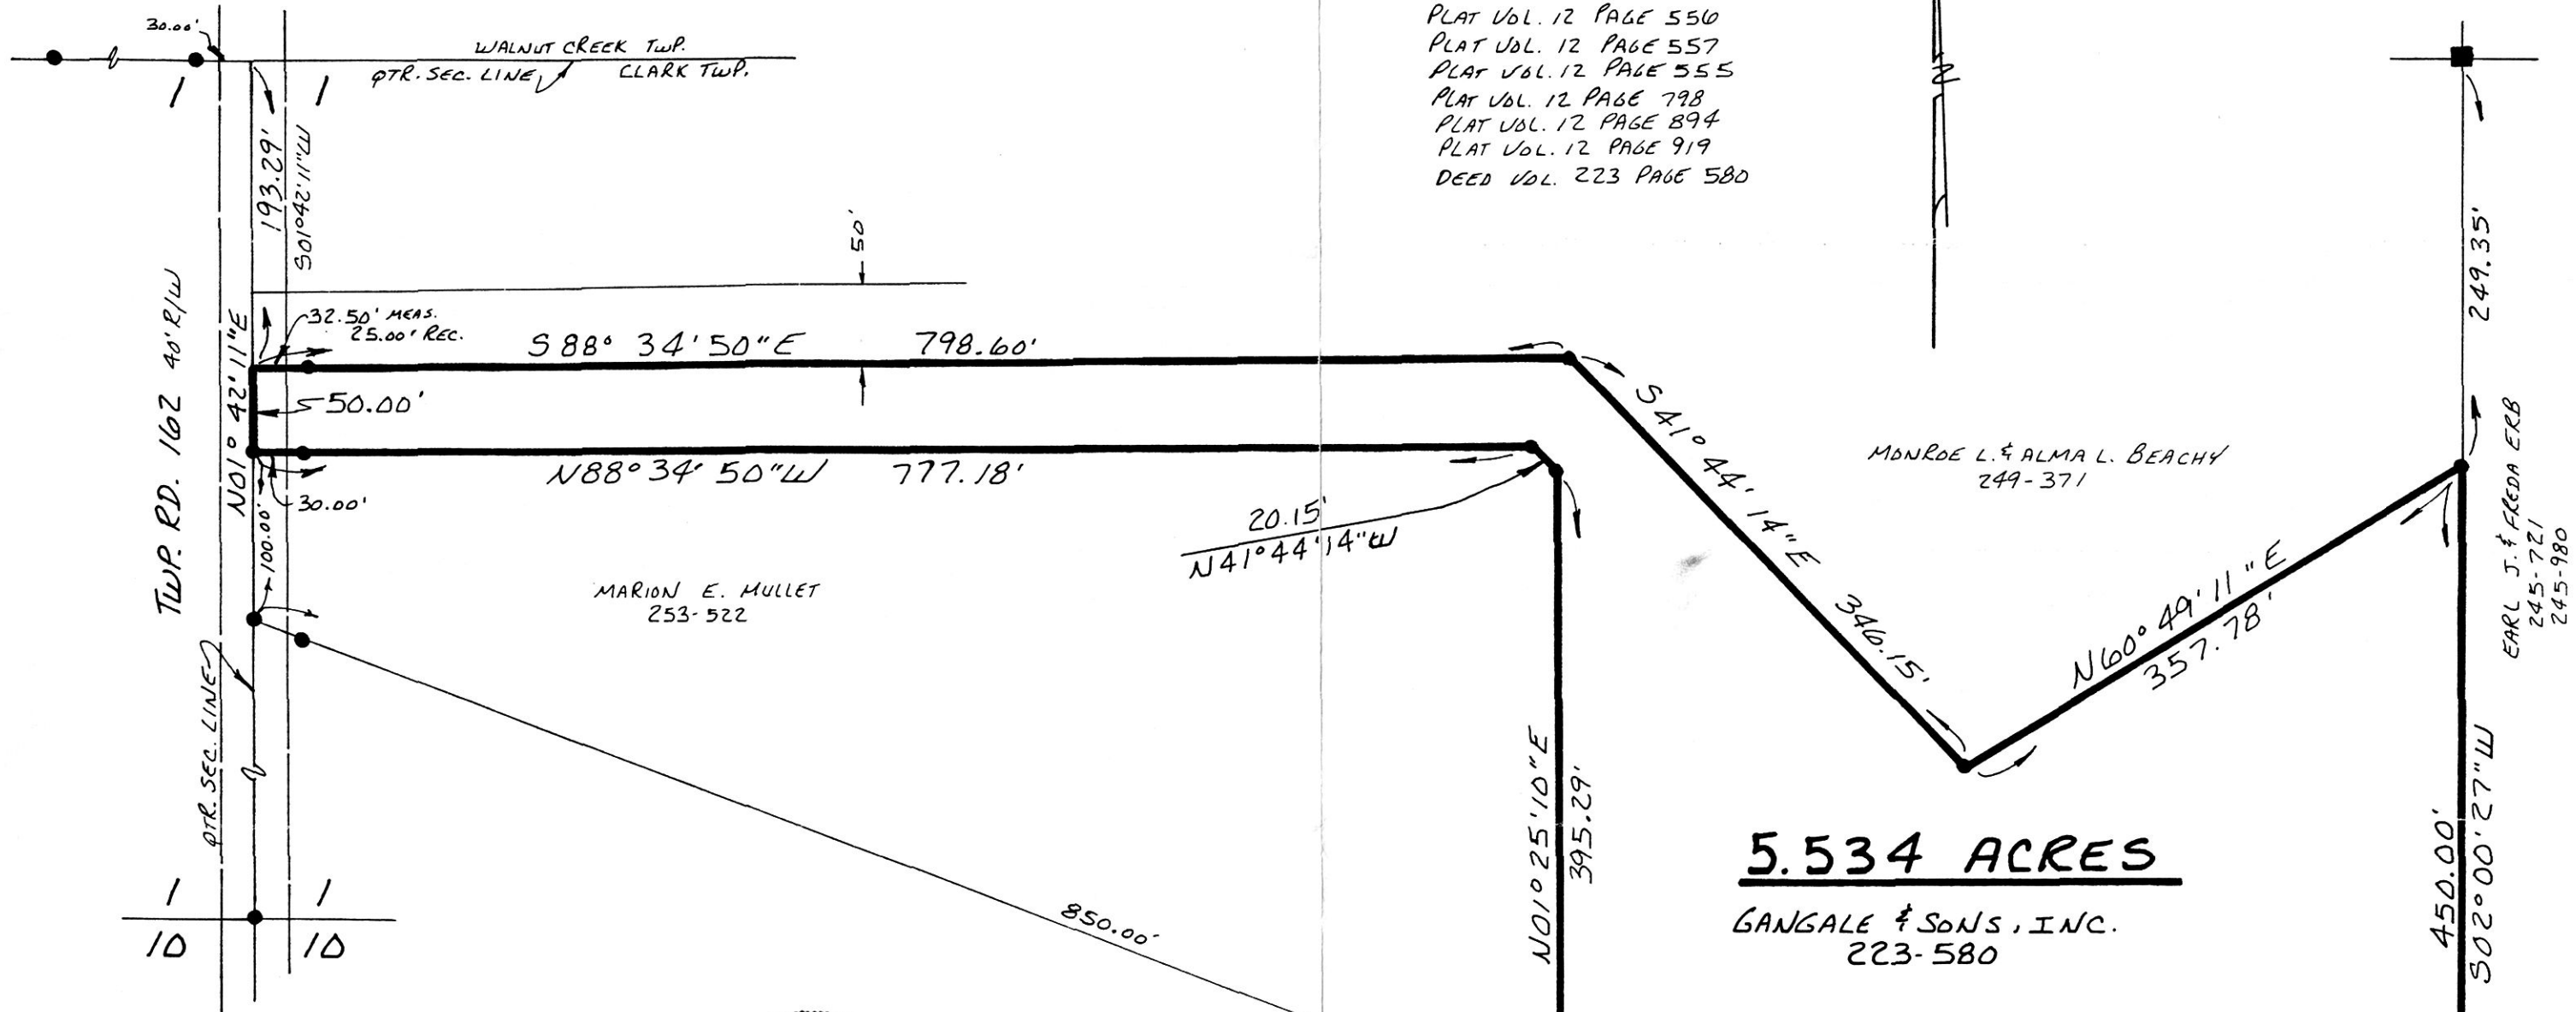 30.00'
WALNUT CREEK TWP.
QTR. SEC. LINE CLARK TWP.
1 1
193.29'
S01°42'11"W
PLAT VOL. 12 PAGE 556
PLAT VOL. 12 PAGE 557
PLAT VOL. 12 PAGE 555
PLAT VOL. 12 PAGE 798
PLAT VOL. 12 PAGE 894
PLAT VOL. 12 PAGE 919
DEED VOL. 223 PAGE 580
N
249.35'
50'
TWP. RD. 162 40' R/W
N01° 42' 11"E
32.50' MEAS.
25.00' REC.
S 88° 34' 50"E 798.60'
50.00'
N88° 34' 50"W 777.18'
30.00'
100.00'
20.15'
N41°44'14"W
S41° 44' 14"E 346.15'
MONROE L. & ALMA L. BEACHY
249-371
N60° 49' 11"E
357.78'
EARL J. & FREDA ERB
245-721
245-980
MARION E. MULLET
253-522
QTR. SEC. LINE
N01° 25' 10"E
395.29'
5.534 ACRES
GANGALE & SONS, INC.
223-580
450.00'
S02°00'27"W
850.00'
1 1
10 10